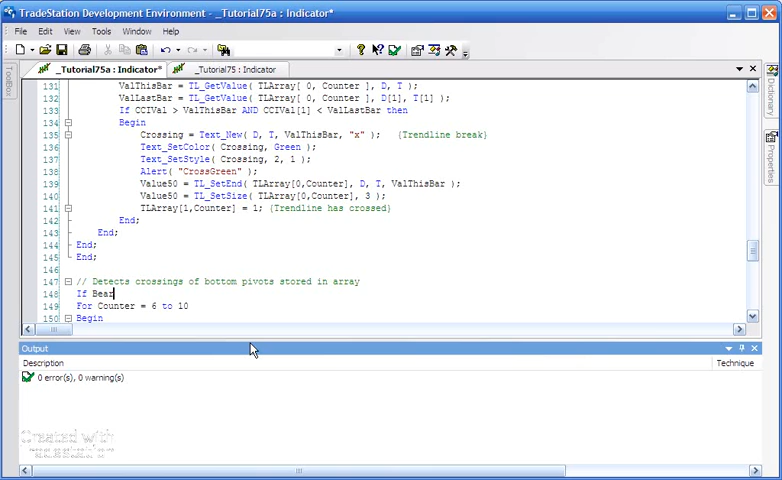 TradeStation Development Environment - _Tutorial75a : Indicator*
File Edit View Tools Window Help
_Tutorial75a : Indicator* _Tutorial75 : Indicator
ToolBox
Dictionary
Properties
131 ValThisBar = TL_GetValue( TLArray[ 0, Counter ], D, T );
132 ValLastBar = TL_GetValue( TLArray[ 0, Counter ], D[1], T[1] );
133 If CCIVal > ValThisBar AND CCIVal[1] < ValLastBar then
134 Begin
135 Crossing = Text_New( D, T, ValThisBar, "x" ); {Trendline break}
136 Text_SetColor( Crossing, Green );
137 Text_SetStyle( Crossing, 2, 1 );
138 Alert( "CrossGreen" );
139 Value50 = TL_SetEnd( TLArray[0,Counter], D, T, ValThisBar );
140 Value50 = TL_SetSize( TLArray[0,Counter], 3 );
141 TLArray[1,Counter] = 1; {Trendline has crossed}
142 End;
143 End;
144 End;
145 End;
146
147 // Detects crossings of bottom pivots stored in array
148 If Bear
149 For Counter = 6 to 10
150 Begin
Output
Description Technique
0 error(s), 0 warning(s)
Created with